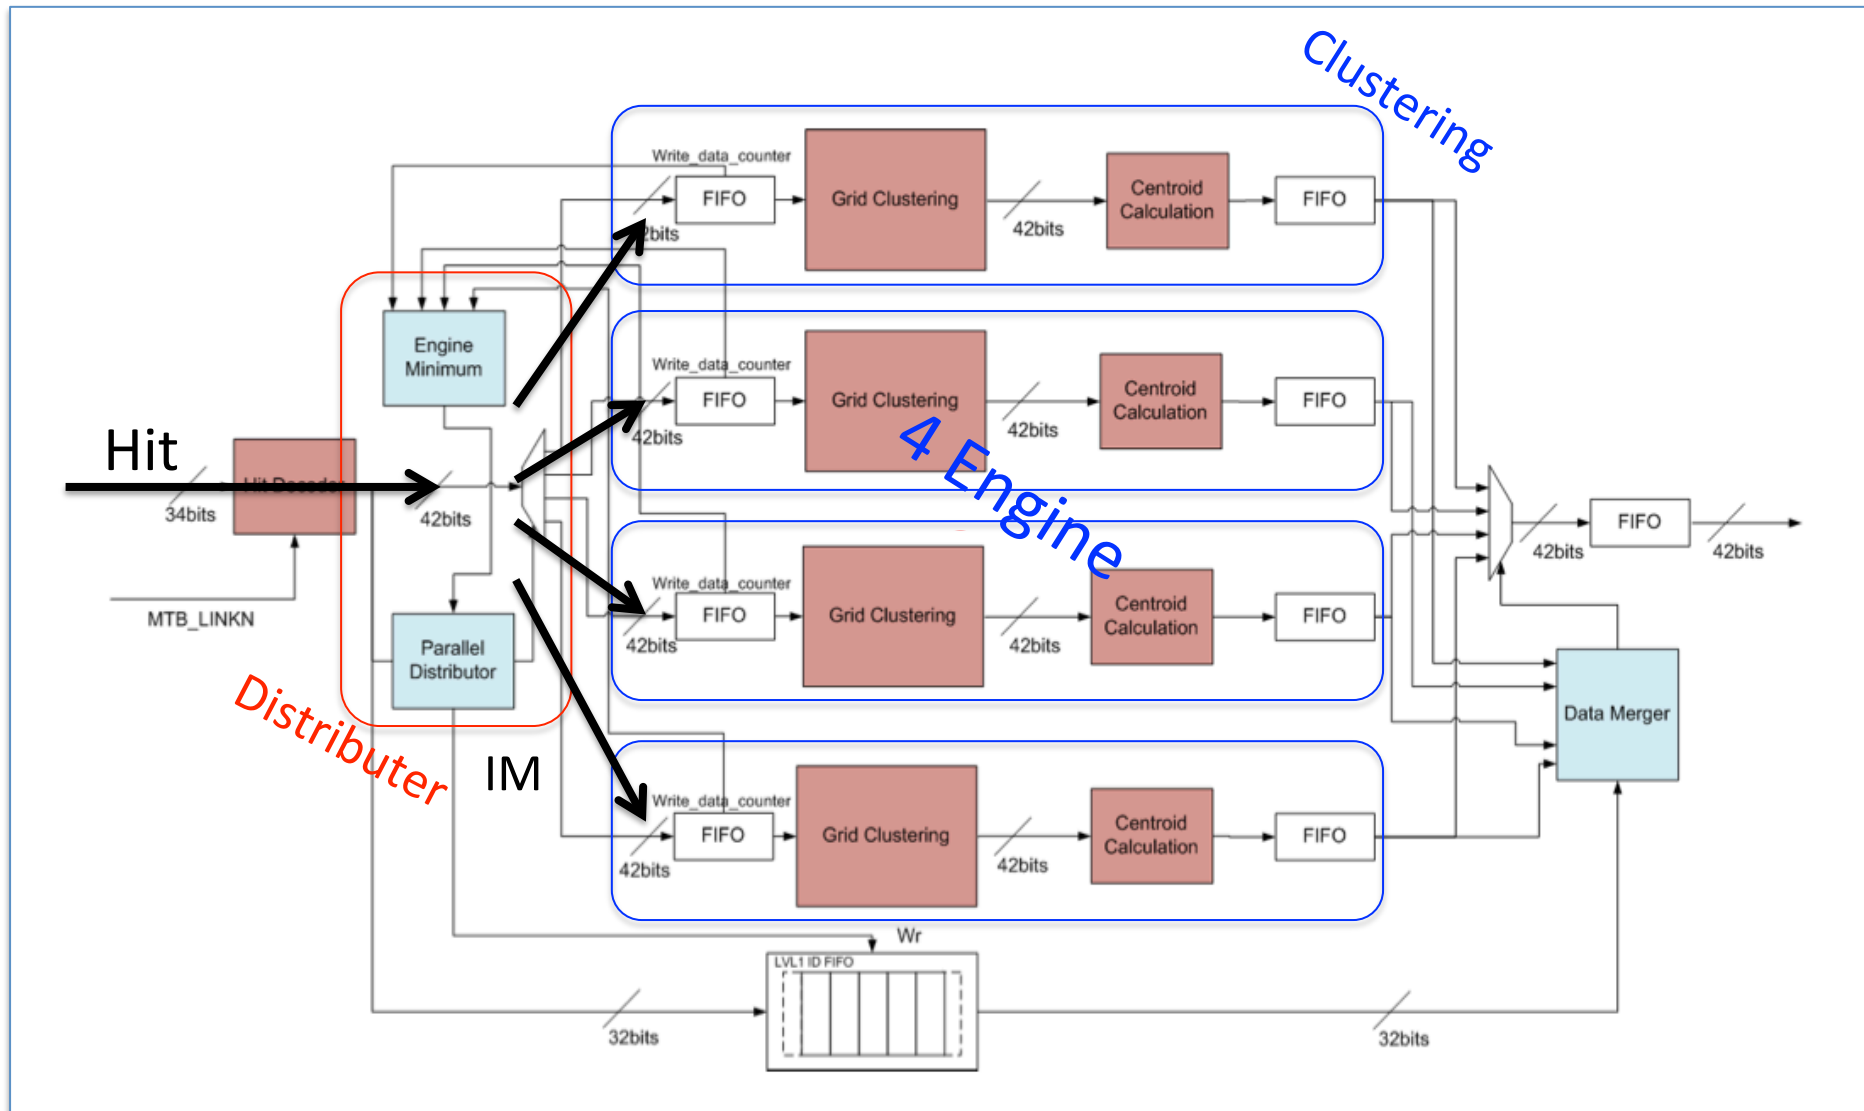 Clustering
Write_data_counter
FIFO
Grid Clustering
Centroid
Calculation
FIFO
42bits
Engine
Minimum
Write_data_counter
FIFO
Grid Clustering
Centroid
Calculation
FIFO
42bits
42bits
4 Engine
Hit
Hit Decoder
34bits
42bits
FIFO
42bits
42bits
MTB_LINKN
Write_data_counter
FIFO
Grid Clustering
Centroid
Calculation
FIFO
42bits
42bits
Parallel
Distributor
Distributer
Data Merger
IM
Write_data_counter
FIFO
Grid Clustering
Centroid
Calculation
FIFO
42bits
42bits
Wr
LVL1 ID FIFO
32bits
32bits